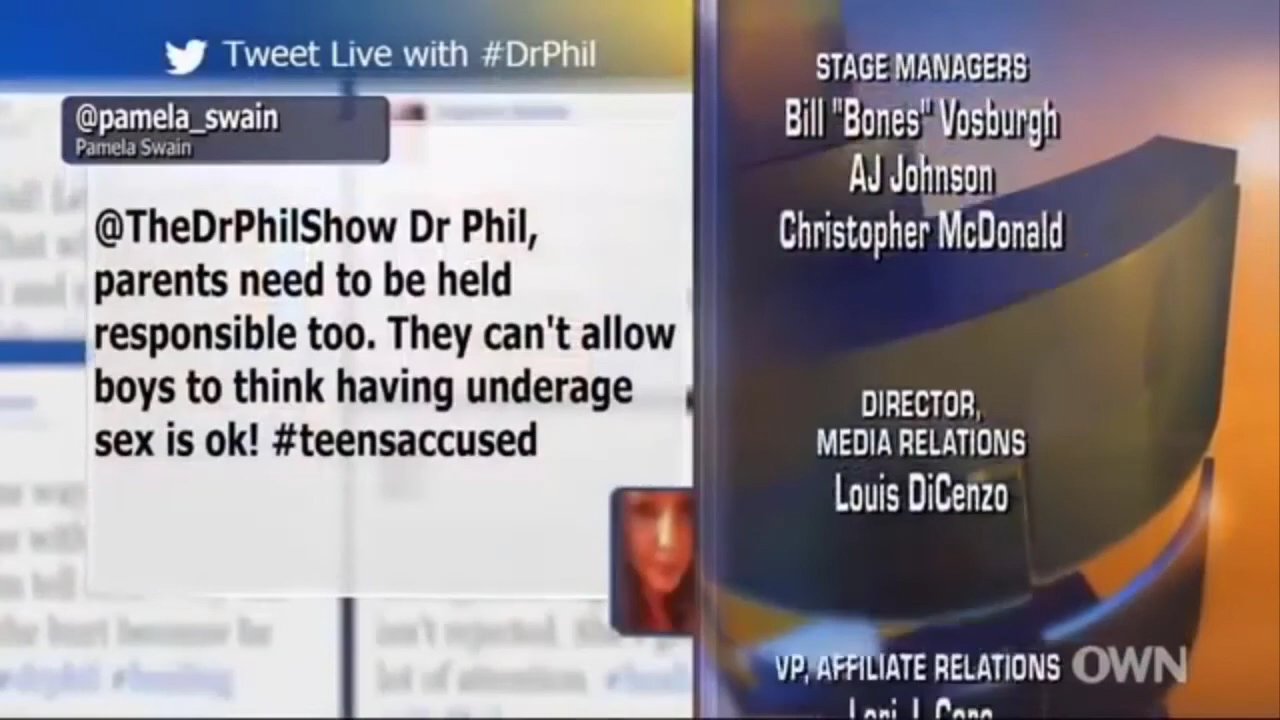 Tweet Live with #DrPhil
@pamela_swain
Pamela Swain
@TheDrPhilShow Dr Phil,
parents need to be held
responsible too. They can't allow
boys to think having underage
sex is ok! #teensaccused
STAGE MANAGERS
Bill "Bones" Vosburgh
AJ Johnson
Christopher McDonald
DIRECTOR,
MEDIA RELATIONS
Louis DiCenzo
VP, AFFILIATE RELATIONS
OWN